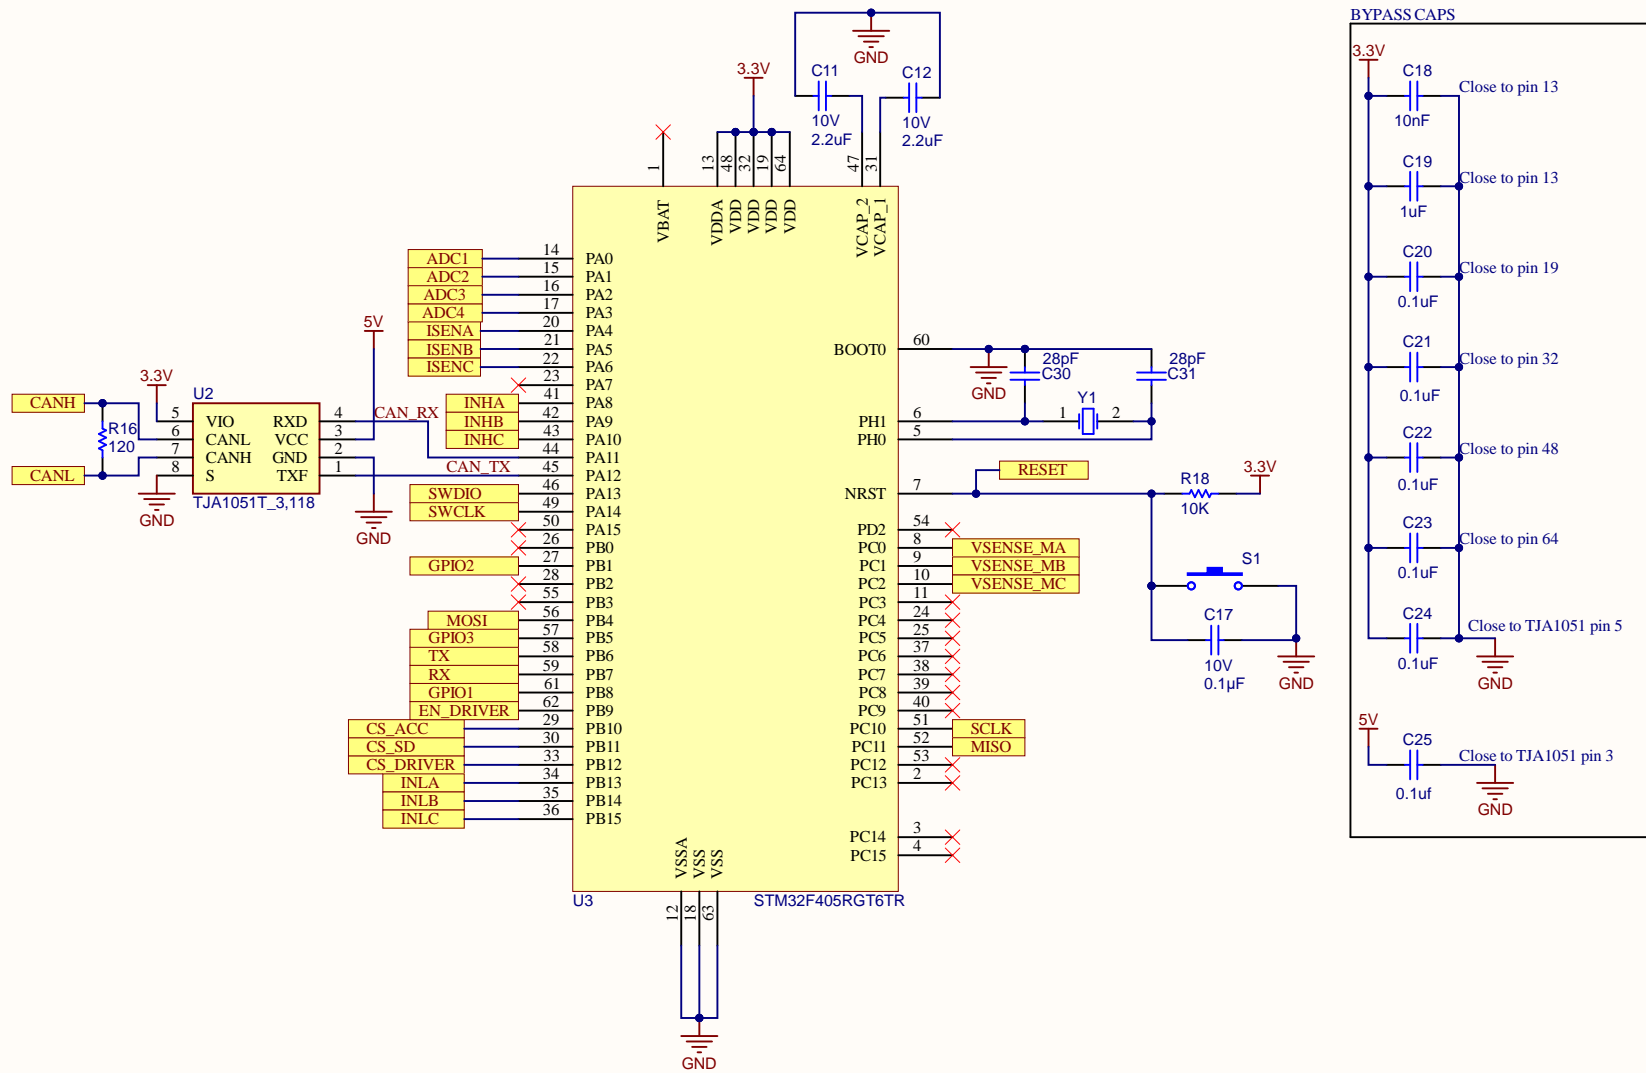 BYPASS CAPS
GND
3.3V
C11
10V
2.2uF
C12
10V
2.2uF
1
13
48
32
19
64
47
31
VBAT
VDDA
VDD
VDD
VDD
VDD
VCAP_2
VCAP_1
ADC1 14 PA0
ADC2 15 PA1
ADC3 16 PA2
ADC4 17 PA3
ISENA 20 PA4
ISENB 21 PA5
ISENC 22 PA6
23 PA7
INHA 41 PA8
INHB 42 PA9
INHC 43 PA10
44 PA11
CAN_RX
CAN_TX 45 PA12
SWDIO 46 PA13
SWCLK 49 PA14
50 PA15
26 PB0
GPIO2 27 PB1
28 PB2
55 PB3
MOSI 56 PB4
GPIO3 57 PB5
TX 58 PB6
RX 59 PB7
GPIO1 61 PB8
EN_DRIVER 62 PB9
CS_ACC 29 PB10
CS_SD 30 PB11
CS_DRIVER 33 PB12
INLA 34 PB13
INLB 35 PB14
INLC 36 PB15
5V
3.3V
U2
CANH
CANL
R16
120
5 VIO RXD 4
6 CANL VCC 3
7 CANH GND 2
8 S TXF 1
TJA1051T_3,118
GND
GND
BOOT0 60
GND
28pF
C30
28pF
C31
PH1 6
PH0 5
1 Y1 2
RESET
NRST 7
R18
10K
3.3V
PD2 54
PC0 8 VSENSE_MA
PC1 9 VSENSE_MB
PC2 10 VSENSE_MC
PC3 11
PC4 24
PC5 25
PC6 37
PC7 38
PC8 39
PC9 40
PC10 51 SCLK
PC11 52 MISO
PC12 53
PC13 2
PC14 3
PC15 4
S1
C17
10V
0.1µF
GND
VSSA
VSS
VSS
12
18
63
U3
STM32F405RGT6TR
GND
3.3V
C18
10nF
Close to pin 13
C19
1uF
Close to pin 13
C20
0.1uF
Close to pin 19
C21
0.1uF
Close to pin 32
C22
0.1uF
Close to pin 48
C23
0.1uF
Close to pin 64
C24
0.1uF
Close to TJA1051 pin 5
GND
5V
C25
0.1uf
Close to TJA1051 pin 3
GND